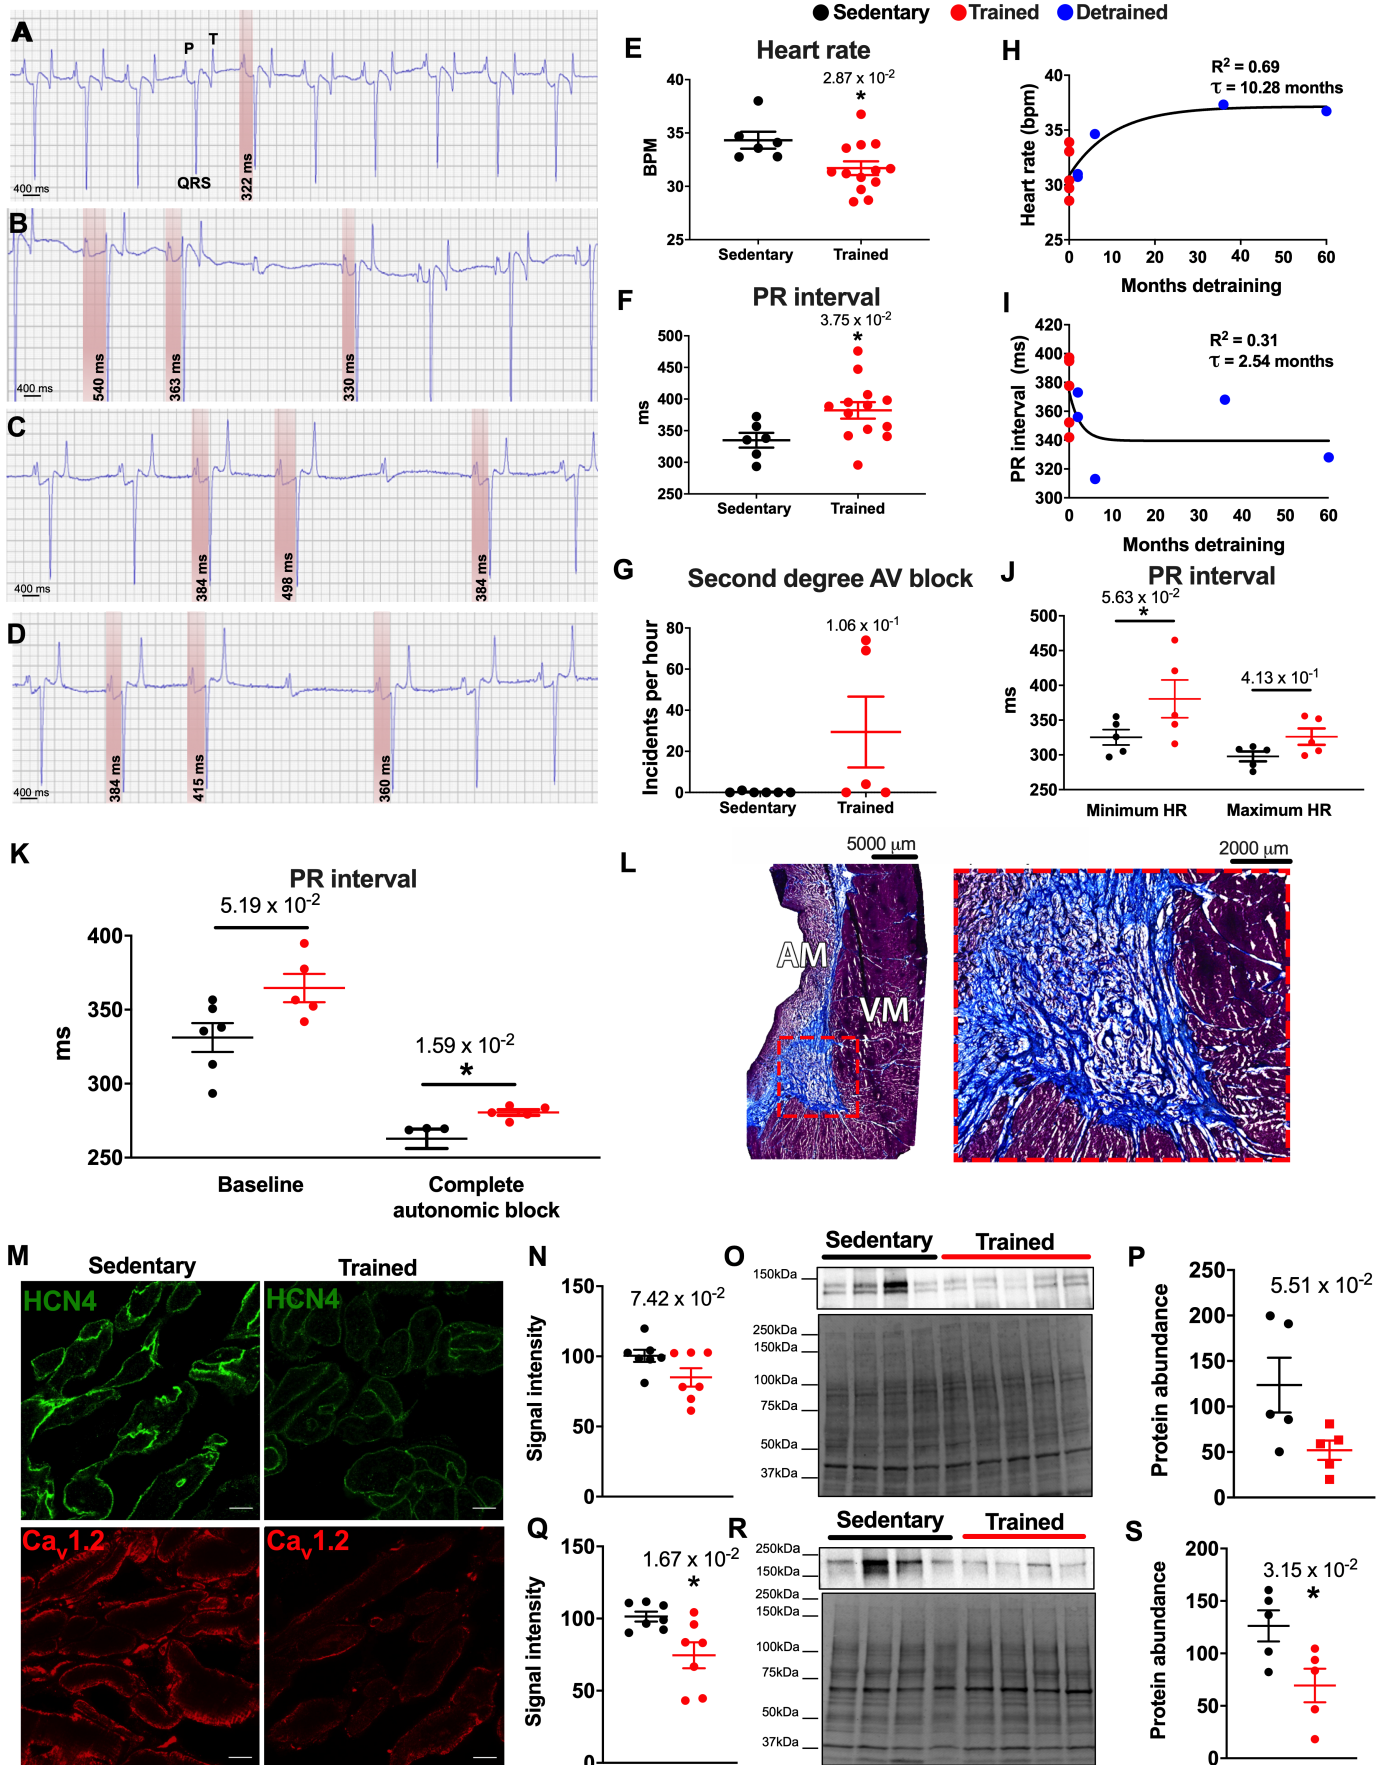 Sedentary Trained Detrained
A
P
T
QRS
322 ms
400 ms
B
540 ms
363 ms
330 ms
400 ms
C
384 ms
498 ms
384 ms
400 ms
D
384 ms
415 ms
360 ms
400 ms
E
Heart rate
2.87 x 10-2
*
BPM
40
35
30
25
Sedentary Trained
F
PR interval
3.75 x 10-2
*
ms
500
450
400
350
300
250
Sedentary Trained
G
Second degree AV block
1.06 x 10-1
Incidents per hour
80
60
40
20
0
Sedentary Trained
H
R2 = 0.69
τ = 10.28 months
Heart rate (bpm)
40
35
30
25
0 10 20 30 40 50 60
Months detraining
I
R2 = 0.31
τ = 2.54 months
PR interval (ms)
420
400
380
360
340
320
300
0 10 20 30 40 50 60
Months detraining
J
PR interval
5.63 x 10-2
*
4.13 x 10-1
ms
500
450
400
350
300
250
Minimum HR Maximum HR
K
PR interval
5.19 x 10-2
1.59 x 10-2
*
ms
400
350
300
250
Baseline
Complete
autonomic block
L
5000 μm
2000 μm
AM
VM
M
Sedentary Trained
HCN4 HCN4
Cav1.2 Cav1.2
N
7.42 x 10-2
Signal intensity
150
100
50
0
O
Sedentary Trained
150kDa
250kDa
150kDa
100kDa
75kDa
50kDa
37kDa
P
5.51 x 10-2
Protein abundance
250
200
150
100
50
0
Q
1.67 x 10-2
*
Signal intensity
150
100
50
0
R
Sedentary Trained
250kDa
150kDa
250kDa
150kDa
100kDa
75kDa
50kDa
37kDa
S
3.15 x 10-2
*
Protein abundance
200
150
100
50
0